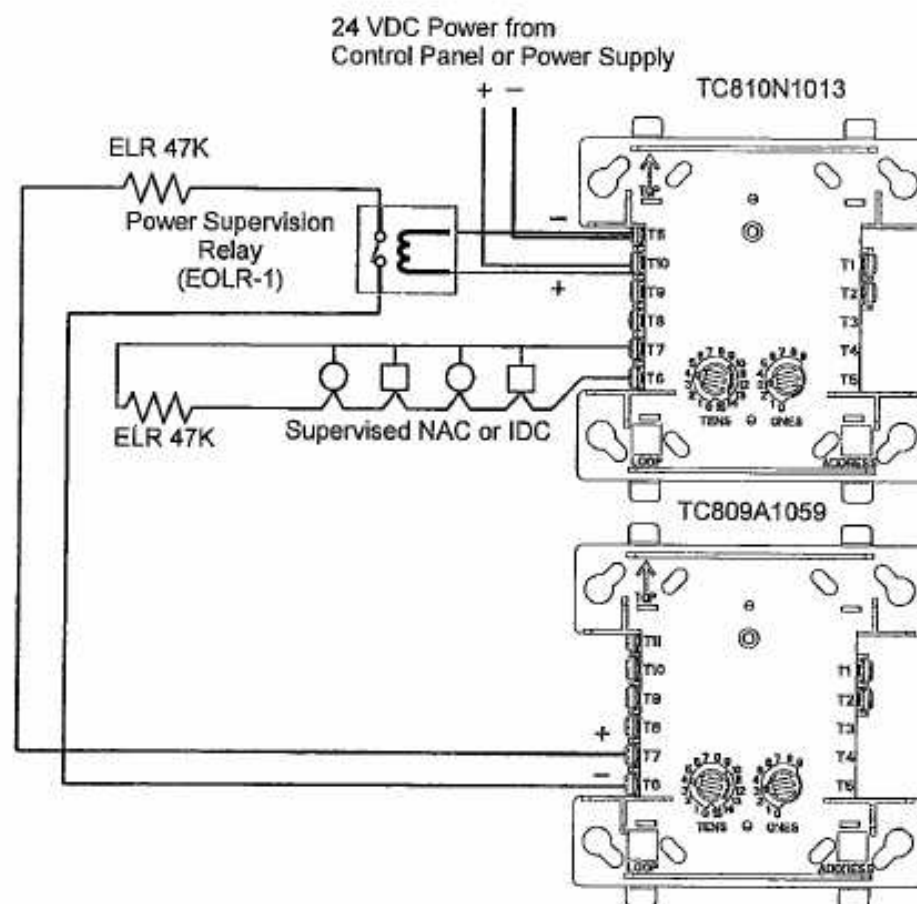 24 VDC Power from
Control Panel or Power Supply
+ −
TC810N1013
ELR 47K
Power Supervision
Relay
(EOLR-1)
−
+
TOP
T10
T9
T8
T7
T6
T1
T2
T3
T4
T5
TENS ONES
LOOP
ADDRESS
ELR 47K
Supervised NAC or IDC
TC809A1059
TOP
T11
T10
T9
T8
T7
T6
+
−
T1
T2
T3
T4
T5
TENS ONES
LOOP
ADDRESS